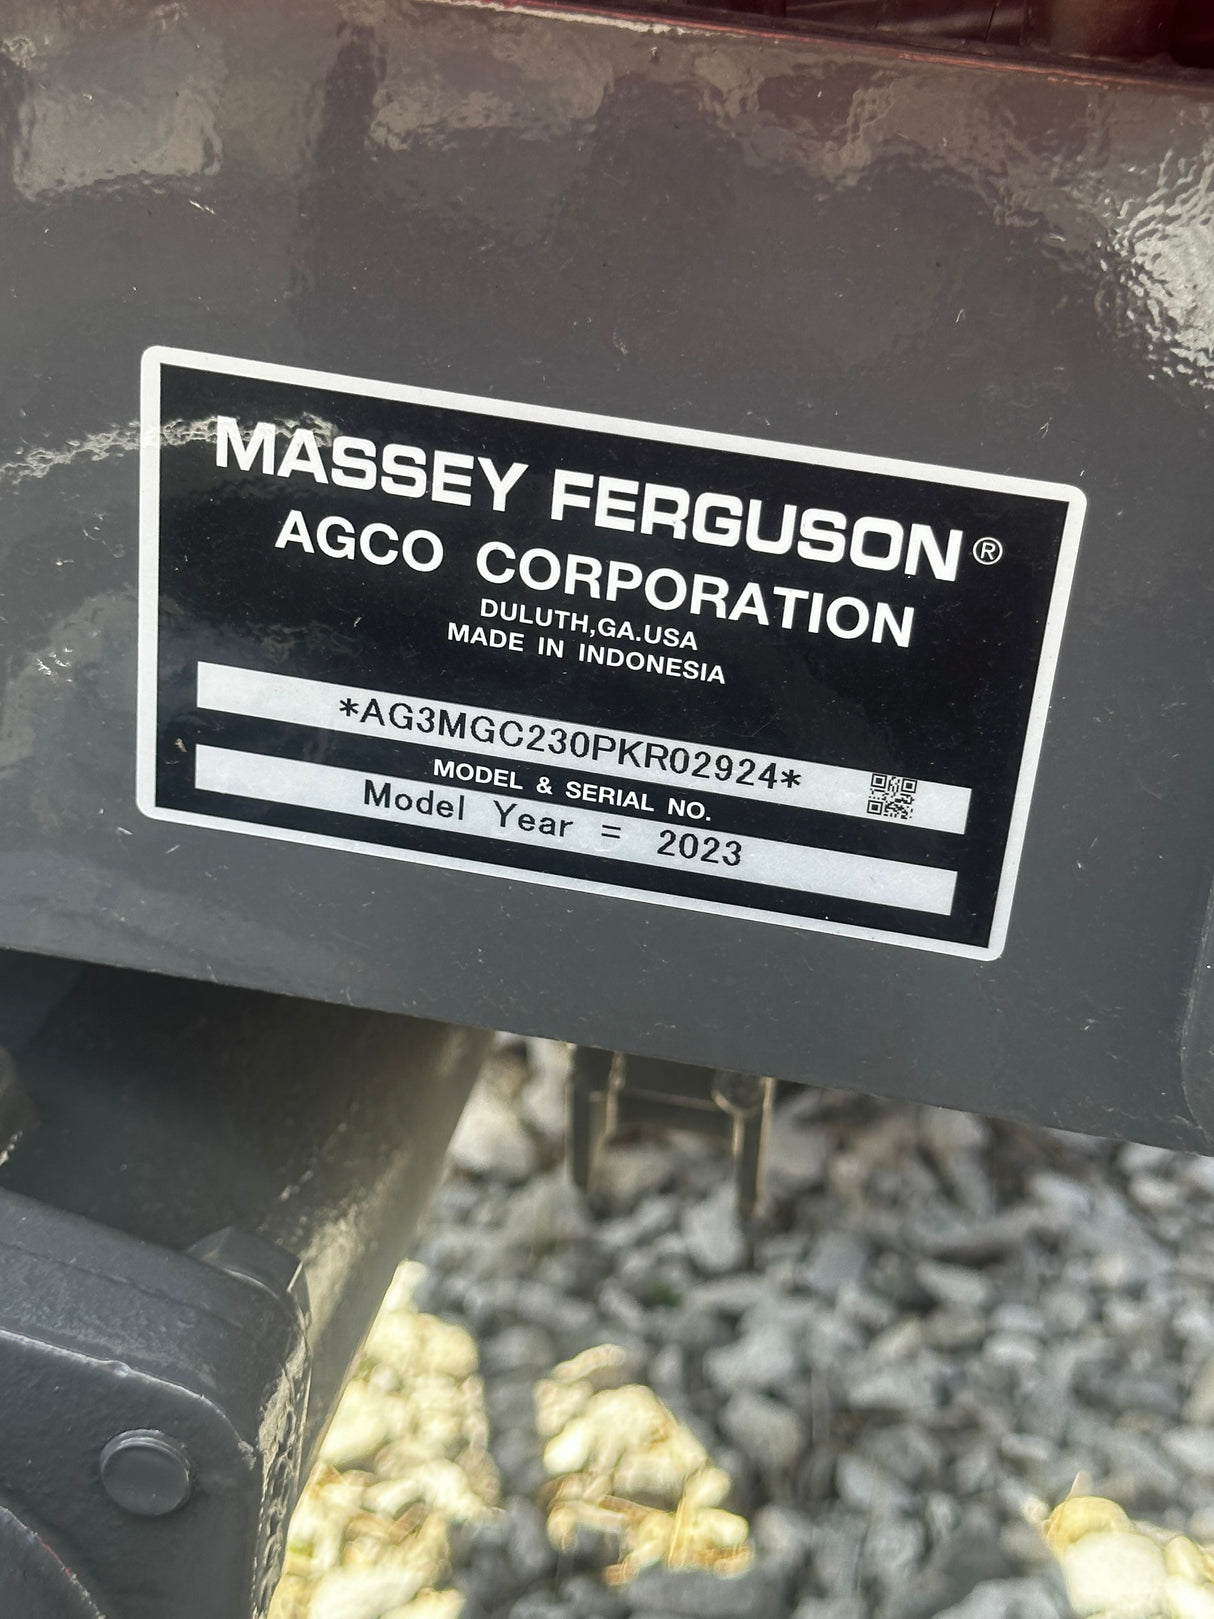 MASSEY FERGUSON®
AGCO CORPORATION
DULUTH,GA.USA
MADE IN INDONESIA
*AG3MGC230PKR02924*
MODEL & SERIAL NO.
Model Year = 2023